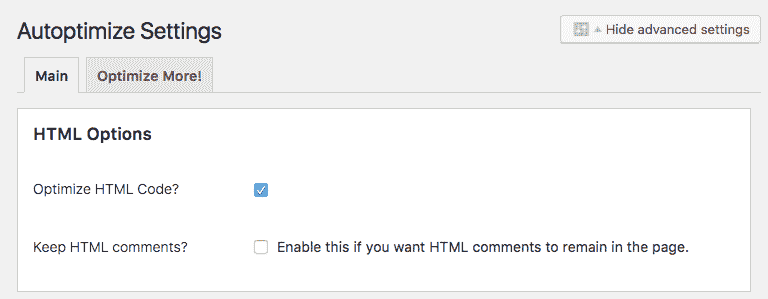 Autoptimize Settings
Hide advanced settings
Main
Optimize More!
HTML Options
Optimize HTML Code?
Keep HTML comments?
Enable this if you want HTML comments to remain in the page.